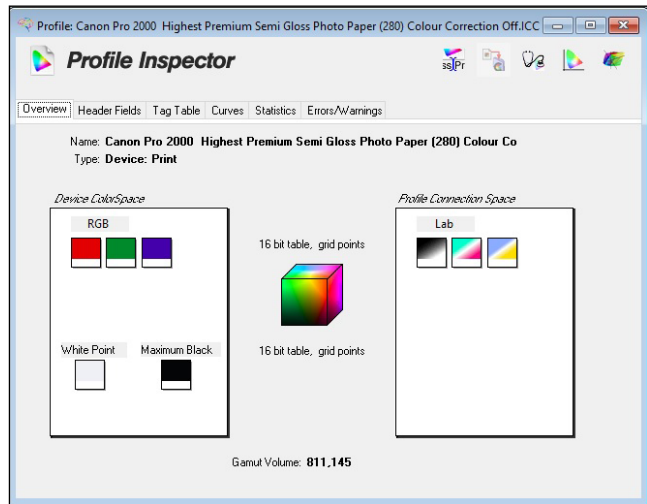 Profile: Canon Pro 2000 Highest Premium Semi Gloss Photo Paper (280) Colour Correction Off.ICC
Profile Inspector
ss Pr
Overview Header Fields Tag Table Curves Statistics Errors/Warnings
Name: Canon Pro 2000 Highest Premium Semi Gloss Photo Paper (280) Colour Co
Type: Device: Print
Device ColorSpace
Profile Connection Space
RGB
Lab
16 bit table, grid points
16 bit table, grid points
White Point Maximum Black
Gamut Volume: 811,145